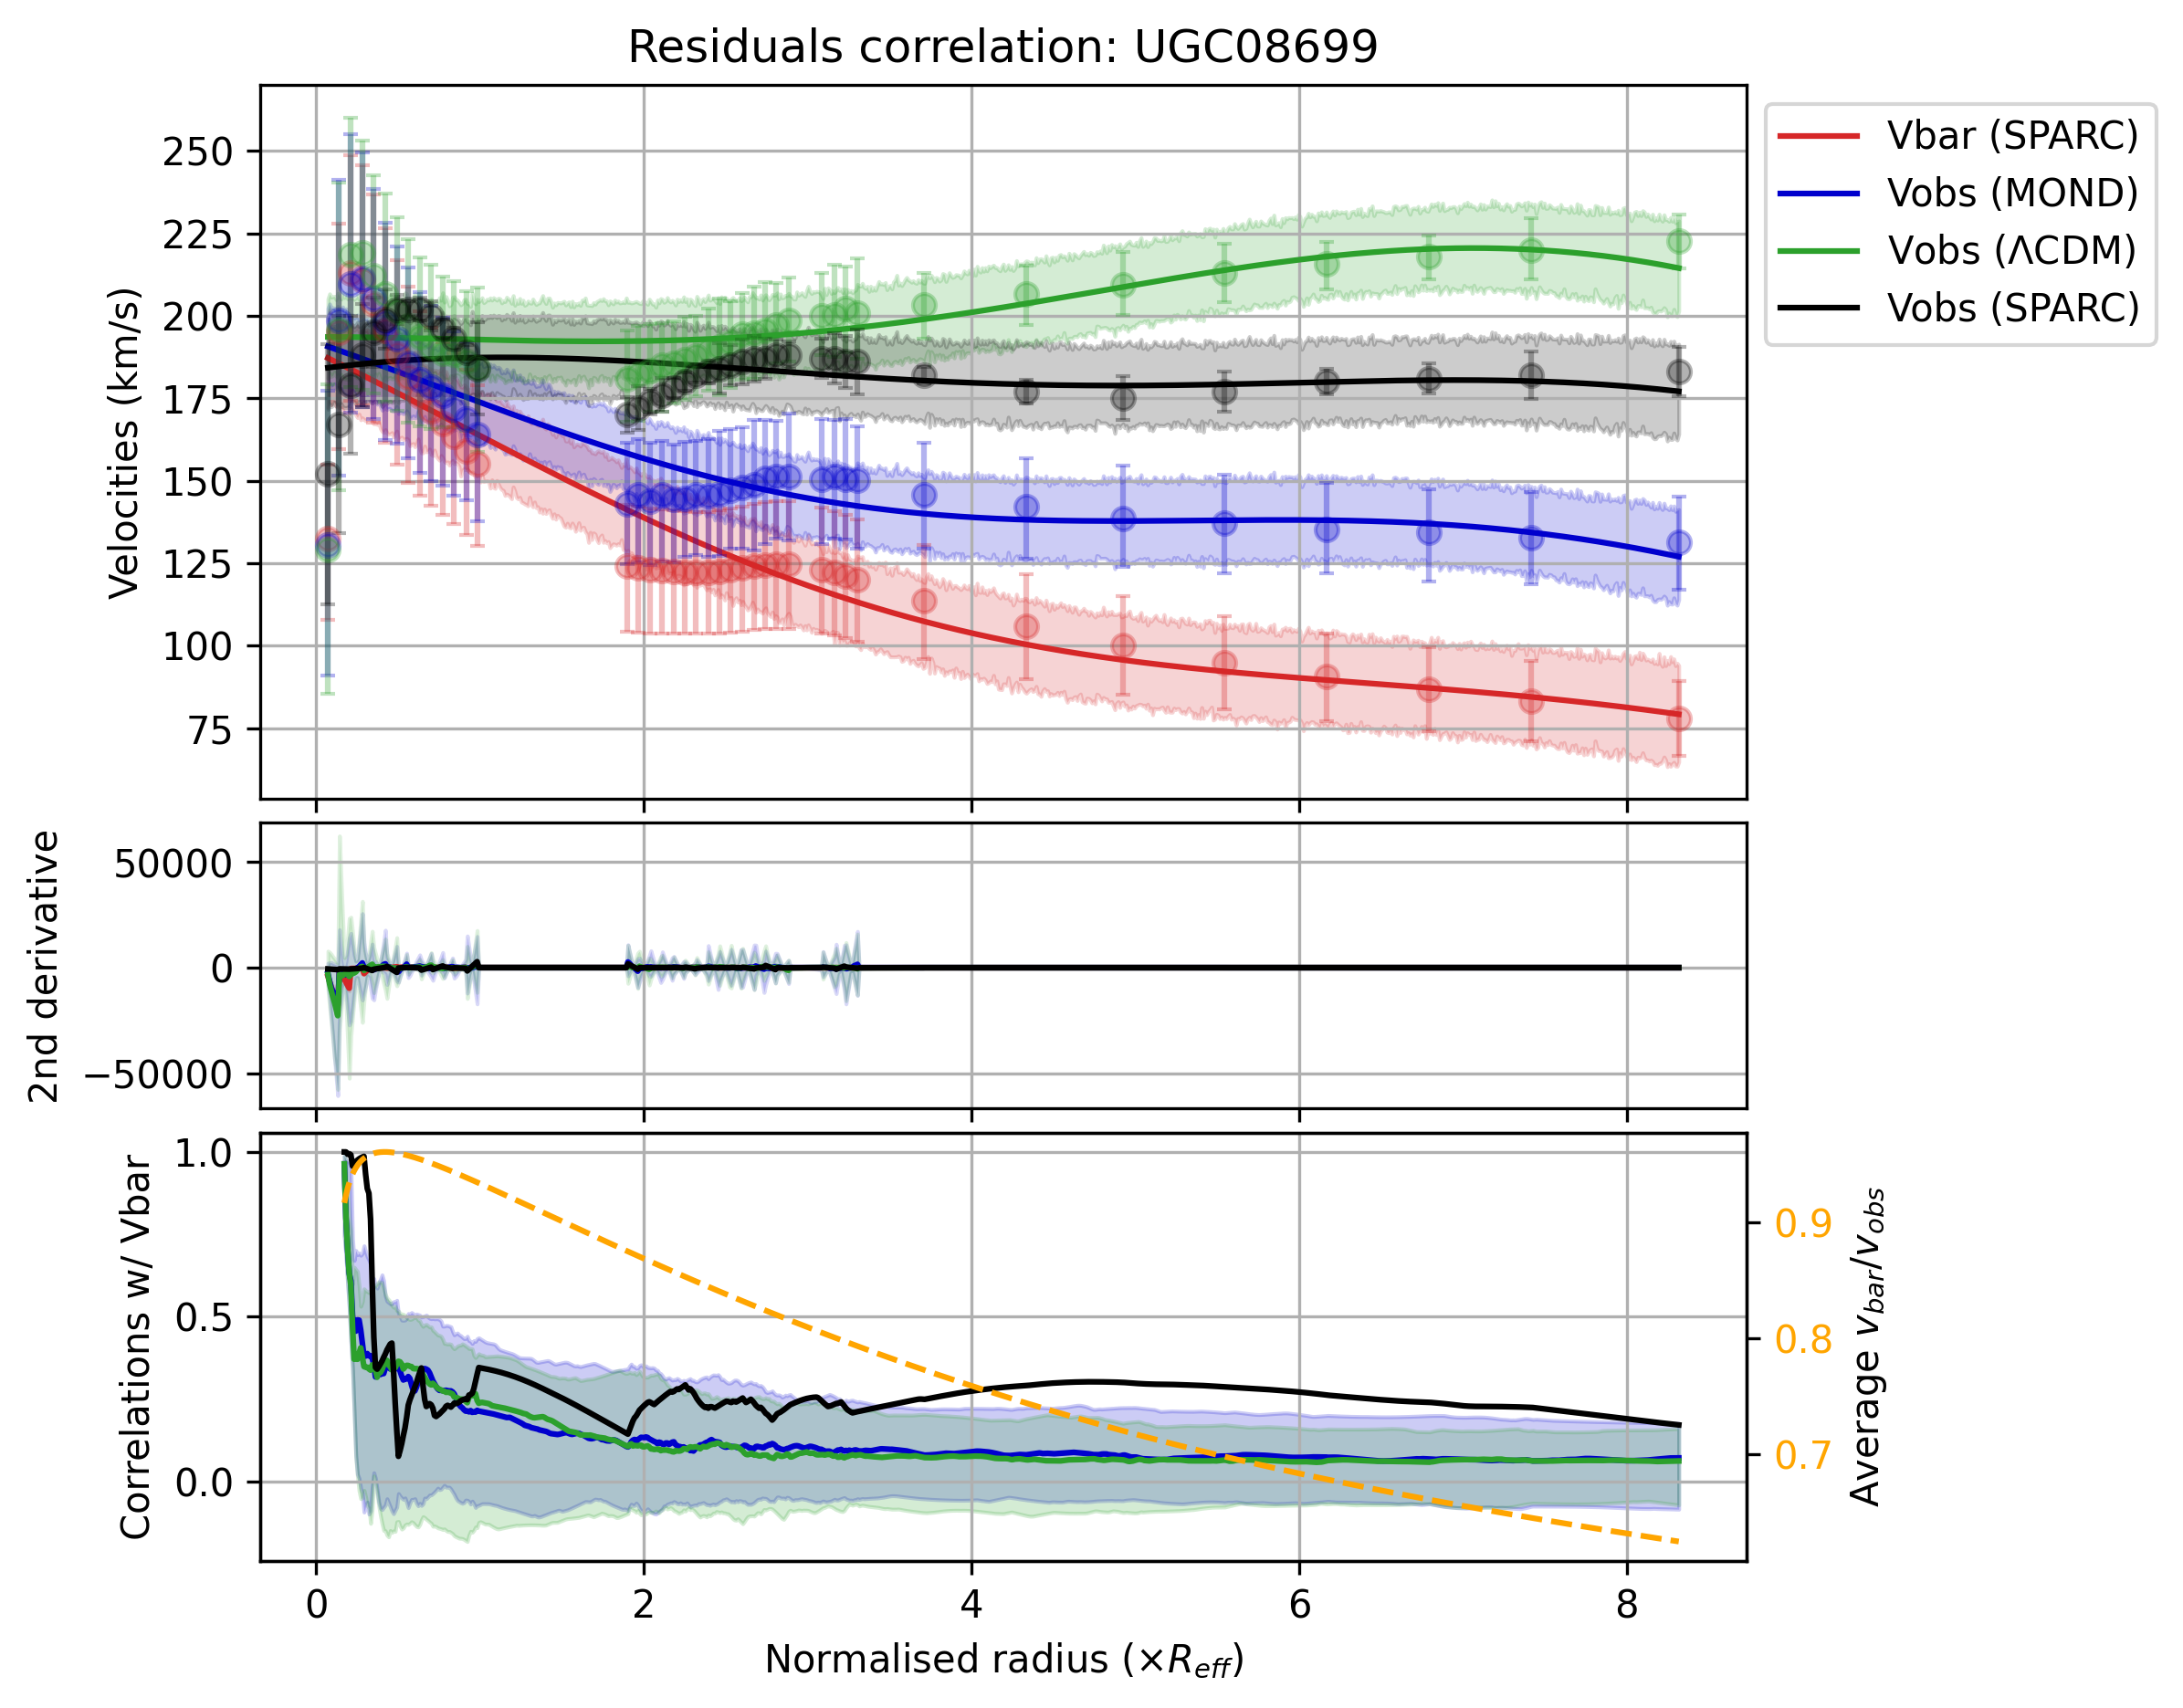 Residuals correlation: UGC08699
250
225
200
175
150
125
100
75
Velocities (km/s)
Vbar (SPARC)
Vobs (MOND)
Vobs (ΛCDM)
Vobs (SPARC)
50000
0
−50000
2nd derivative
1.0
0.5
0.0
Correlations w/ Vbar
0.9
0.8
0.7
Average v_bar/v_obs
0 2 4 6 8
Normalised radius (×R_eff)